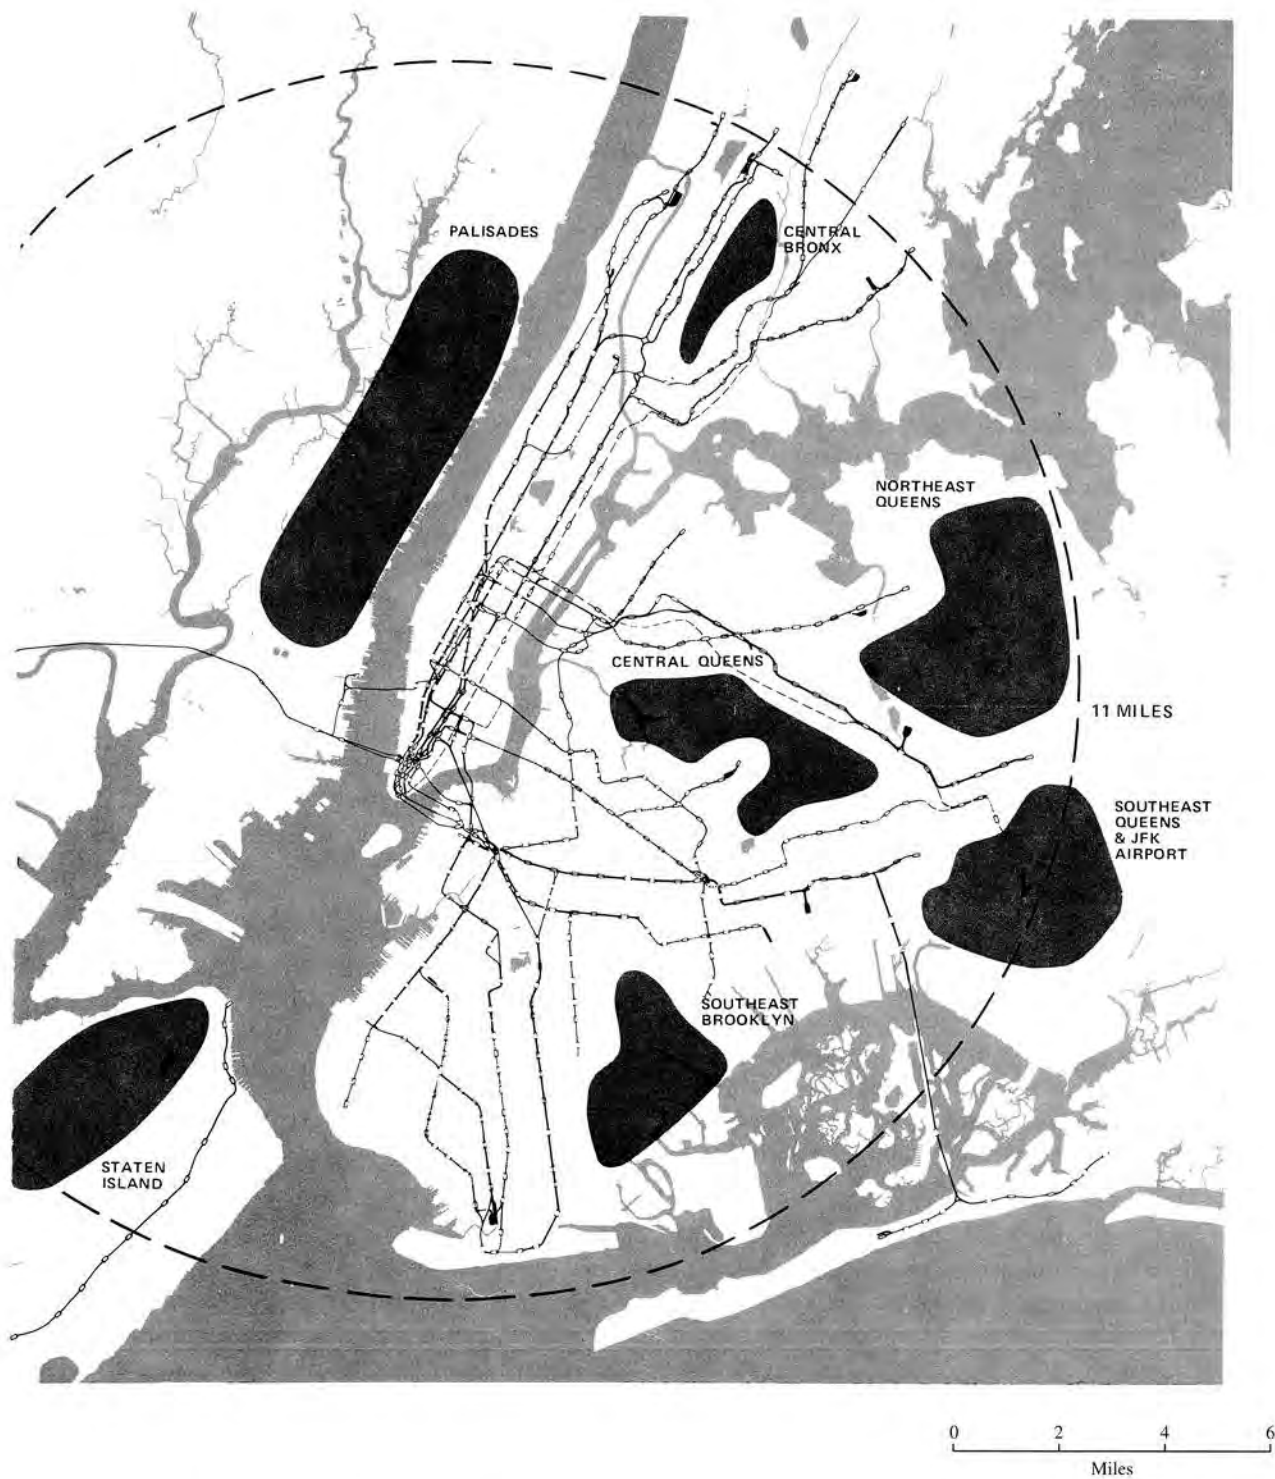 PALISADES
CENTRAL
BRONX
NORTHEAST
QUEENS
CENTRAL QUEENS
11 MILES
SOUTHEAST
QUEENS
& JFK
AIRPORT
SOUTHEAST
BROOKLYN
STATEN
ISLAND
0 2 4 6
Miles